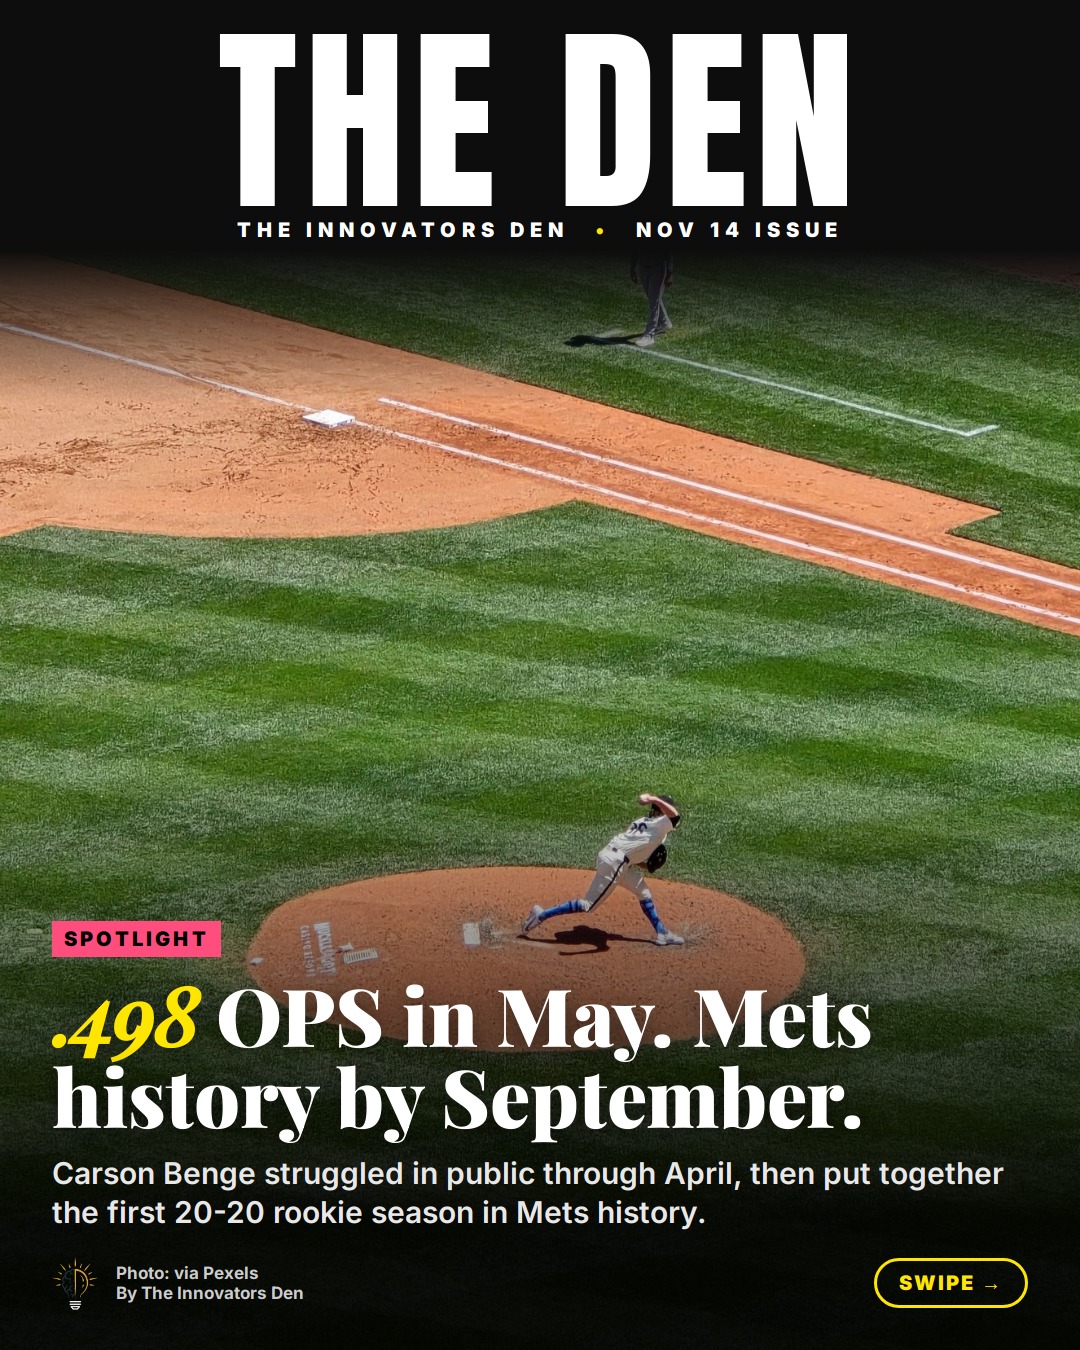 THE DEN
THE INNOVATORS DEN • NOV 14 ISSUE
SPOTLIGHT
.498 OPS in May. Mets
history by September.
Carson Benge struggled in public through April, then put together
the first 20-20 rookie season in Mets history.
Photo: via Pexels
By The Innovators Den
SWIPE →